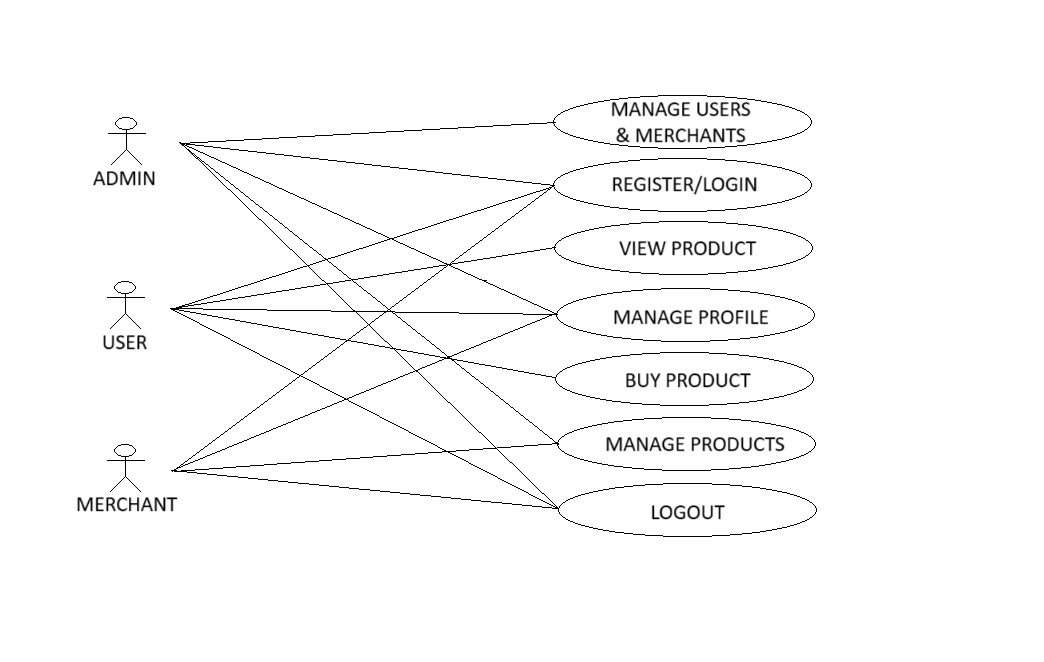 MANAGE USERS
& MERCHANTS
ADMIN
REGISTER/LOGIN
VIEW PRODUCT
MANAGE PROFILE
USER
BUY PRODUCT
MANAGE PRODUCTS
MERCHANT
LOGOUT